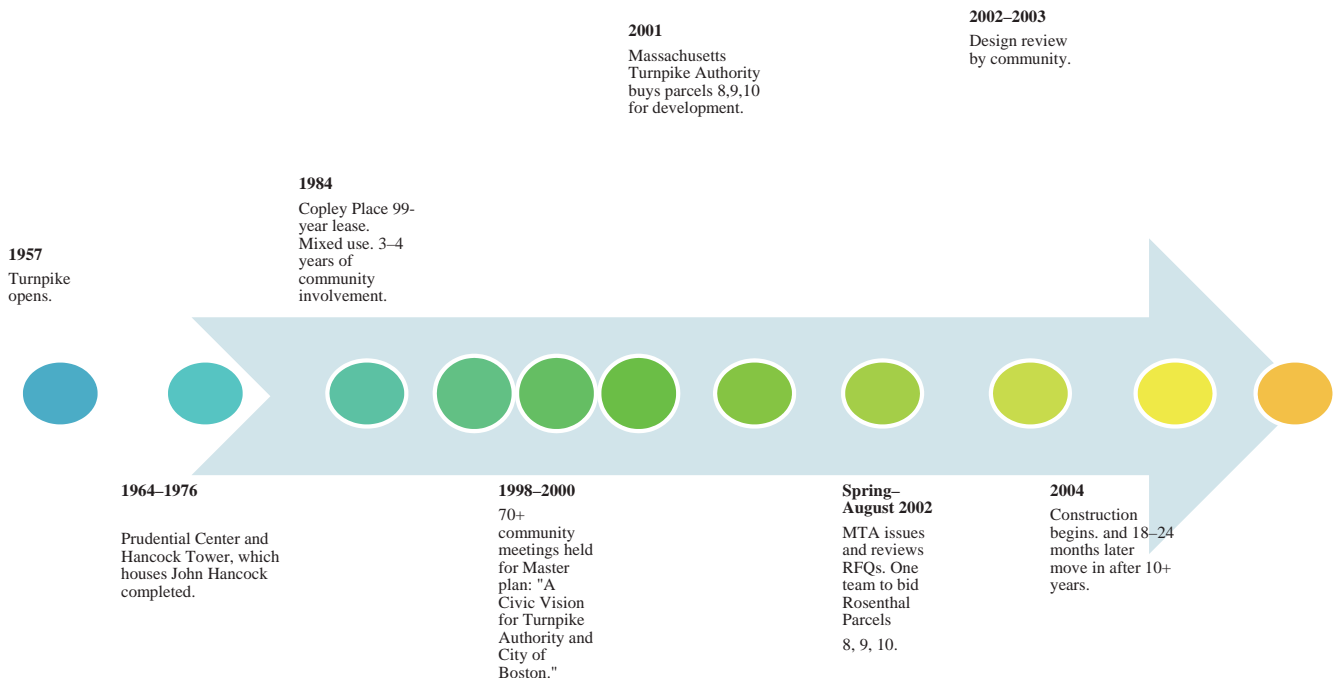 1957
Turnpike
opens.
1964–1976
Prudential Center and
Hancock Tower, which
houses John Hancock
completed.
1984
Copley Place 99-
year lease.
Mixed use. 3–4
years of
community
involvement.
1998–2000
70+
community
meetings held
for Master
plan: "A
Civic Vision
for Turnpike
Authority and
City of
Boston."
2001
Massachusetts
Turnpike Authority
buys parcels 8,9,10
for development.
Spring–
August 2002
MTA issues
and reviews
RFQs. One
team to bid
Rosenthal
Parcels
8, 9, 10.
2002–2003
Design review
by community.
2004
Construction
begins. and 18–24
months later
move in after 10+
years.